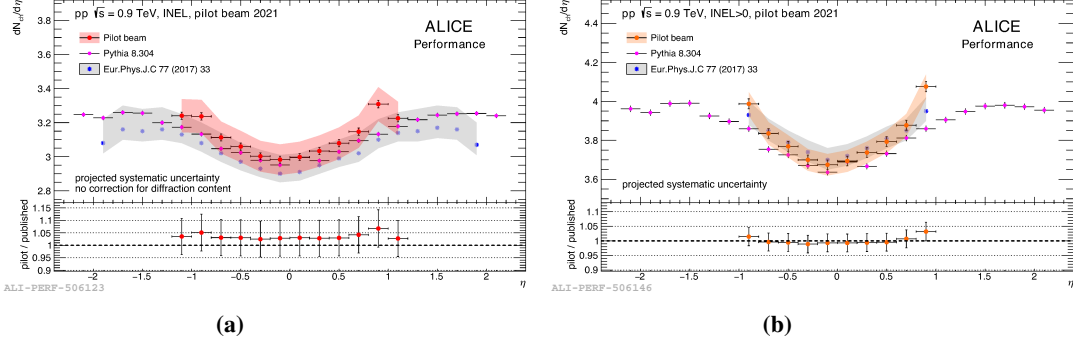 pp √s = 0.9 TeV, INEL, pilot beam 2021
ALICE
Performance
Pilot beam
Pythia 8.304
Eur.Phys.J.C 77 (2017) 33
dN_ch/dη
3.8
3.6
3.4
3.2
3
2.8
projected systematic uncertainty
no correction for diffraction content
pilot / published
1.15
1.1
1.05
1
0.95
0.9
−2 −1.5 −1 −0.5 0 0.5 1 1.5 2 η
ALI-PERF-506123
(a)
pp √s = 0.9 TeV, INEL>0, pilot beam 2021
ALICE
Performance
Pilot beam
Pythia 8.304
Eur.Phys.J.C 77 (2017) 33
dN_ch/dη
4.4
4.2
4
3.8
3.6
projected systematic uncertainty
pilot / published
1.1
1.05
1
0.95
0.9
−2 −1.5 −1 −0.5 0 0.5 1 1.5 2 η
ALI-PERF-506146
(b)